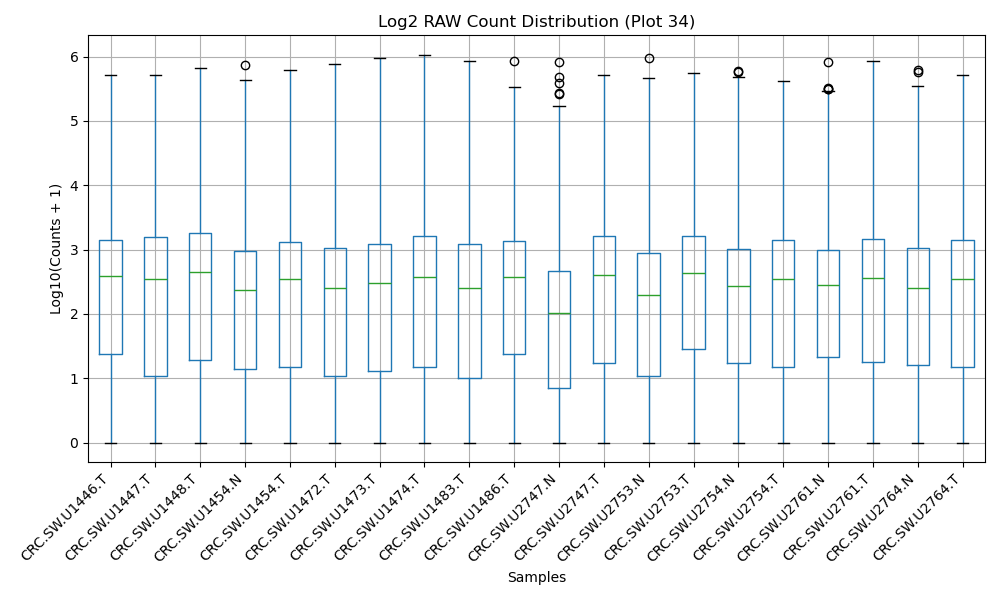 Log2 RAW Count Distribution (Plot 34)
Log10(Counts + 1)
6
5
4
3
2
1
0
CRC.SW.U1446.T
CRC.SW.U1447.T
CRC.SW.U1448.T
CRC.SW.U1454.N
CRC.SW.U1454.T
CRC.SW.U1472.T
CRC.SW.U1473.T
CRC.SW.U1474.T
CRC.SW.U1483.T
CRC.SW.U1486.T
CRC.SW.U2747.N
CRC.SW.U2747.T
CRC.SW.U2753.N
CRC.SW.U2753.T
CRC.SW.U2754.N
CRC.SW.U2754.T
CRC.SW.U2761.N
CRC.SW.U2761.T
CRC.SW.U2764.N
CRC.SW.U2764.T
Samples